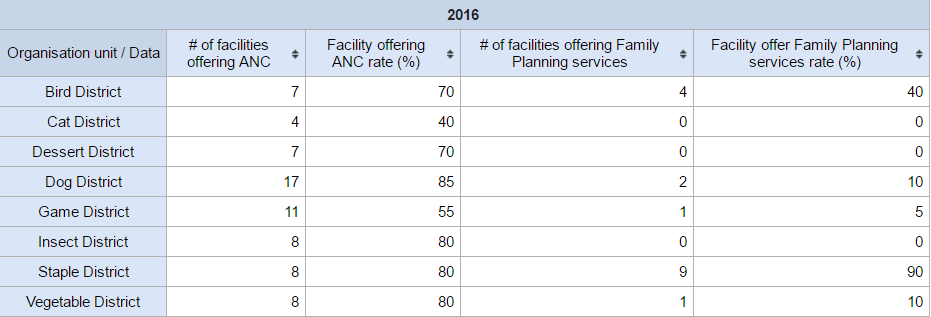 2016
Organisation unit / Data
# of facilities
offering ANC
Facility offering
ANC rate (%)
# of facilities offering Family
Planning services
Facility offer Family Planning
services rate (%)
Bird District 7 70 4 40
Cat District 4 40 0 0
Dessert District 7 70 0 0
Dog District 17 85 2 10
Game District 11 55 1 5
Insect District 8 80 0 0
Staple District 8 80 9 90
Vegetable District 8 80 1 10